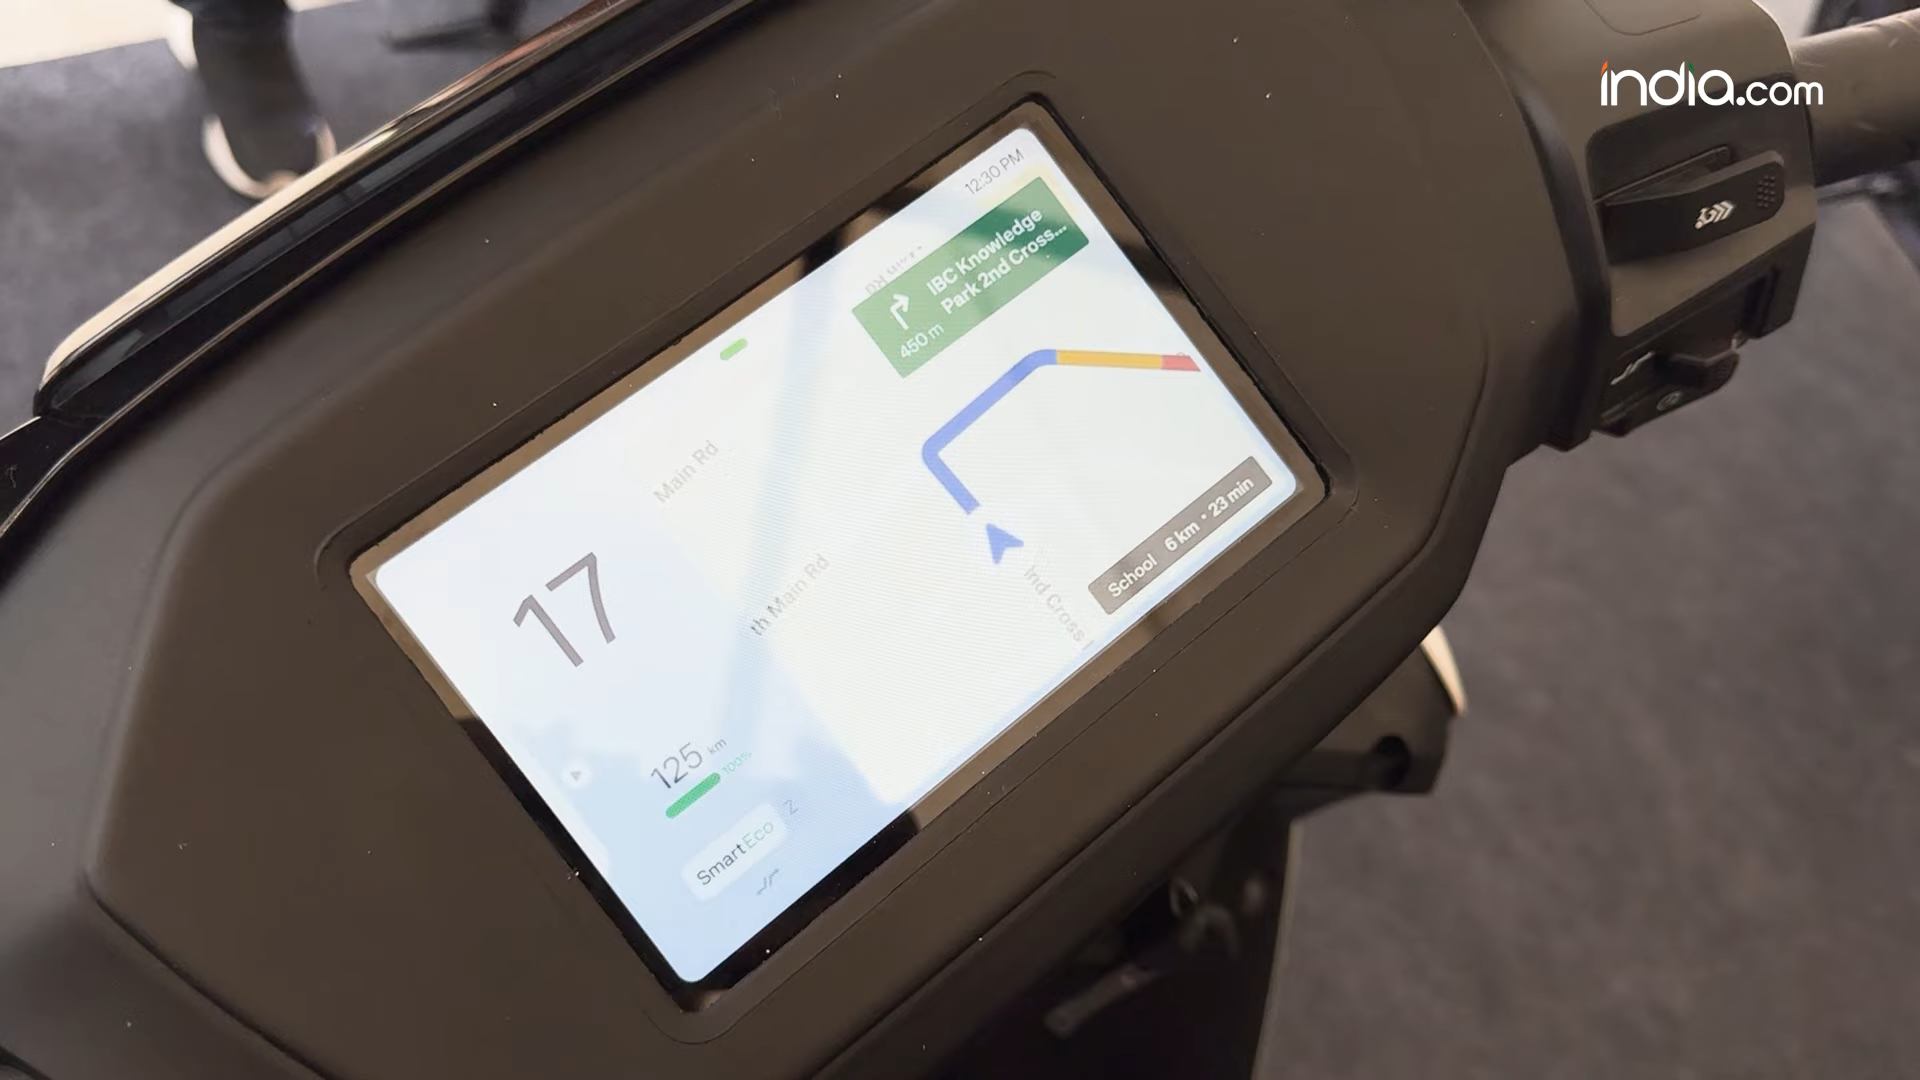 india.com
12:30 PM
IBC Knowledge
Park 2nd Cross...
450 m
Main Rd
17
th Main Rd
Ind Cross
School 6 km • 23 min
125 km
100%
SmartEco
Z